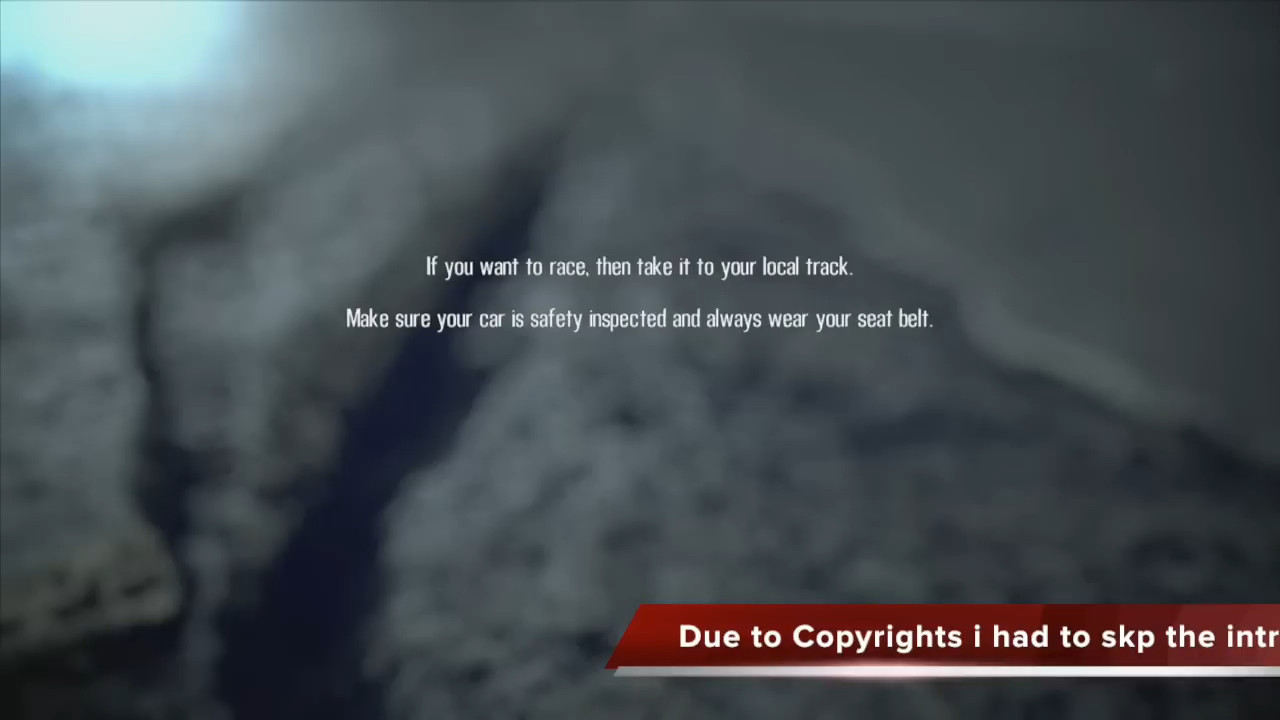 If you want to race, then take it to your local track.
Make sure your car is safety inspected and always wear your seat belt.
Due to Copyrights i had to skp the intr